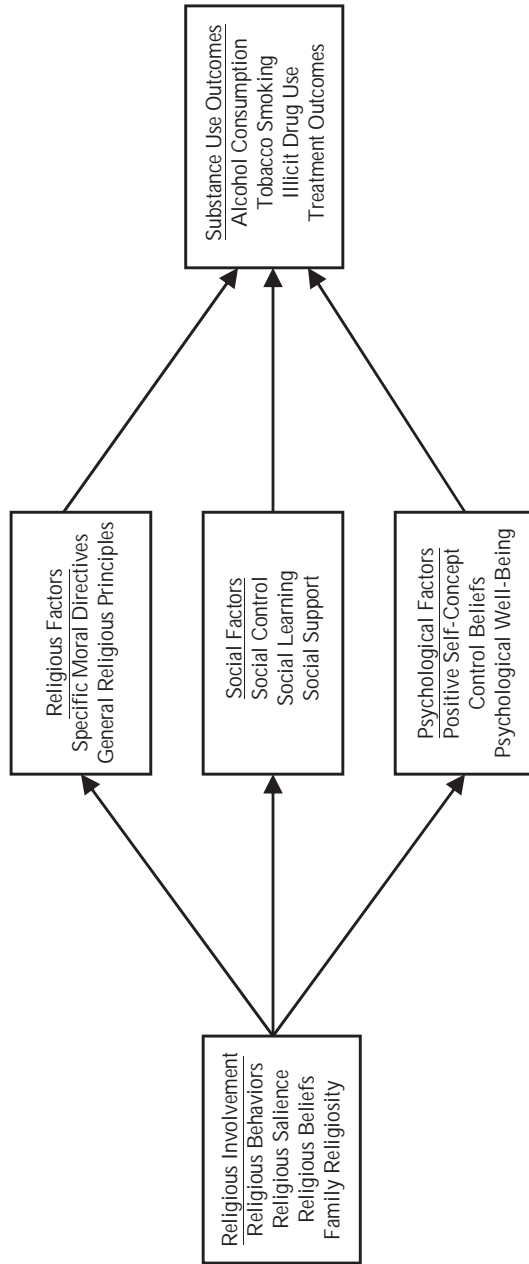 Religious Involvement
Religious Behaviors
Religious Salience
Religious Beliefs
Family Religiosity
Religious Factors
Specific Moral Directives
General Religious Principles
Social Factors
Social Control
Social Learning
Social Support
Psychological Factors
Positive Self-Concept
Control Beliefs
Psychological Well-Being
Substance Use Outcomes
Alcohol Consumption
Tobacco Smoking
Illicit Drug Use
Treatment Outcomes